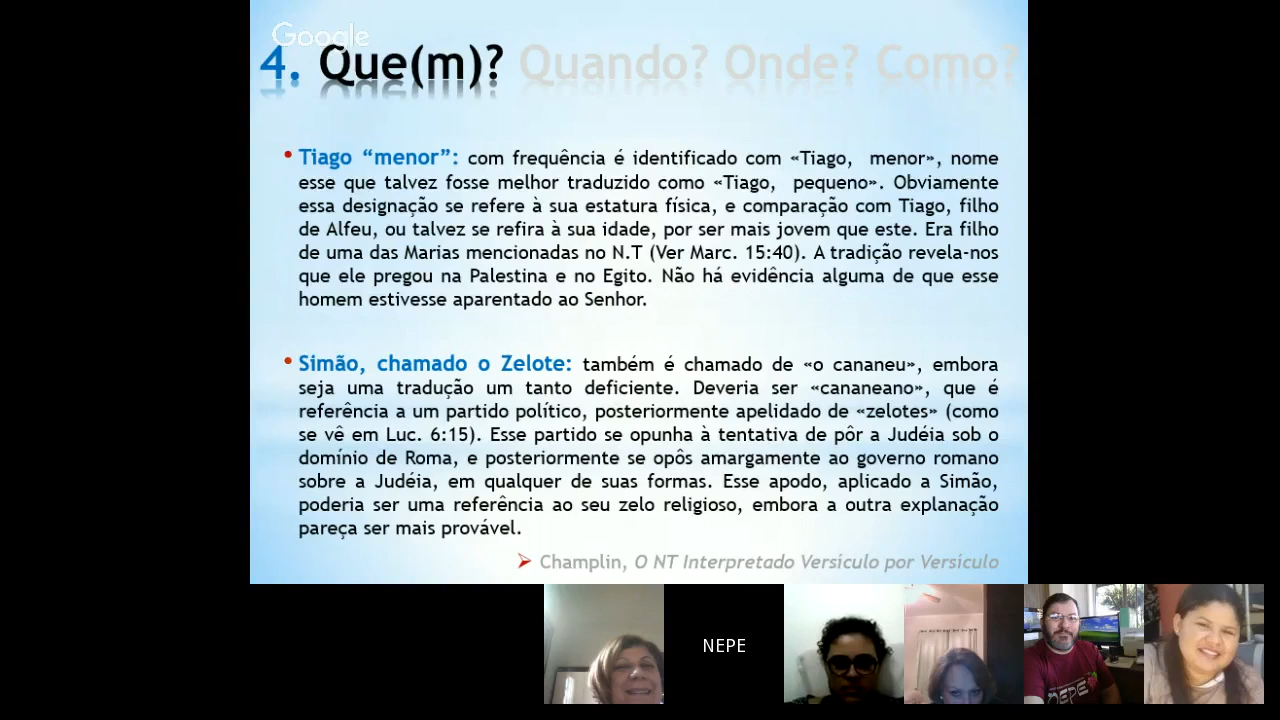 Google
4. Que(m)? Quando? Onde? Como?
• Tiago “menor”: com frequência é identificado com «Tiago, menor», nome
esse que talvez fosse melhor traduzido como «Tiago, pequeno». Obviamente
essa designação se refere à sua estatura física, e comparação com Tiago, filho
de Alfeu, ou talvez se refira à sua idade, por ser mais jovem que este. Era filho
de uma das Marias mencionadas no N.T (Ver Marc. 15:40). A tradição revela-nos
que ele pregou na Palestina e no Egito. Não há evidência alguma de que esse
homem estivesse aparentado ao Senhor.
• Simão, chamado o Zelote: também é chamado de «o cananeu», embora
seja uma tradução um tanto deficiente. Deveria ser «cananeano», que é
referência a um partido político, posteriormente apelidado de «zelotes» (como
se vê em Luc. 6:15). Esse partido se opunha à tentativa de pôr a Judéia sob o
domínio de Roma, e posteriormente se opôs amargamente ao governo romano
sobre a Judéia, em qualquer de suas formas. Esse apodo, aplicado a Simão,
poderia ser uma referência ao seu zelo religioso, embora a outra explanação
pareça ser mais provável.
➢ Champlin, O NT Interpretado Versículo por Versículo
NEPE
NEPE